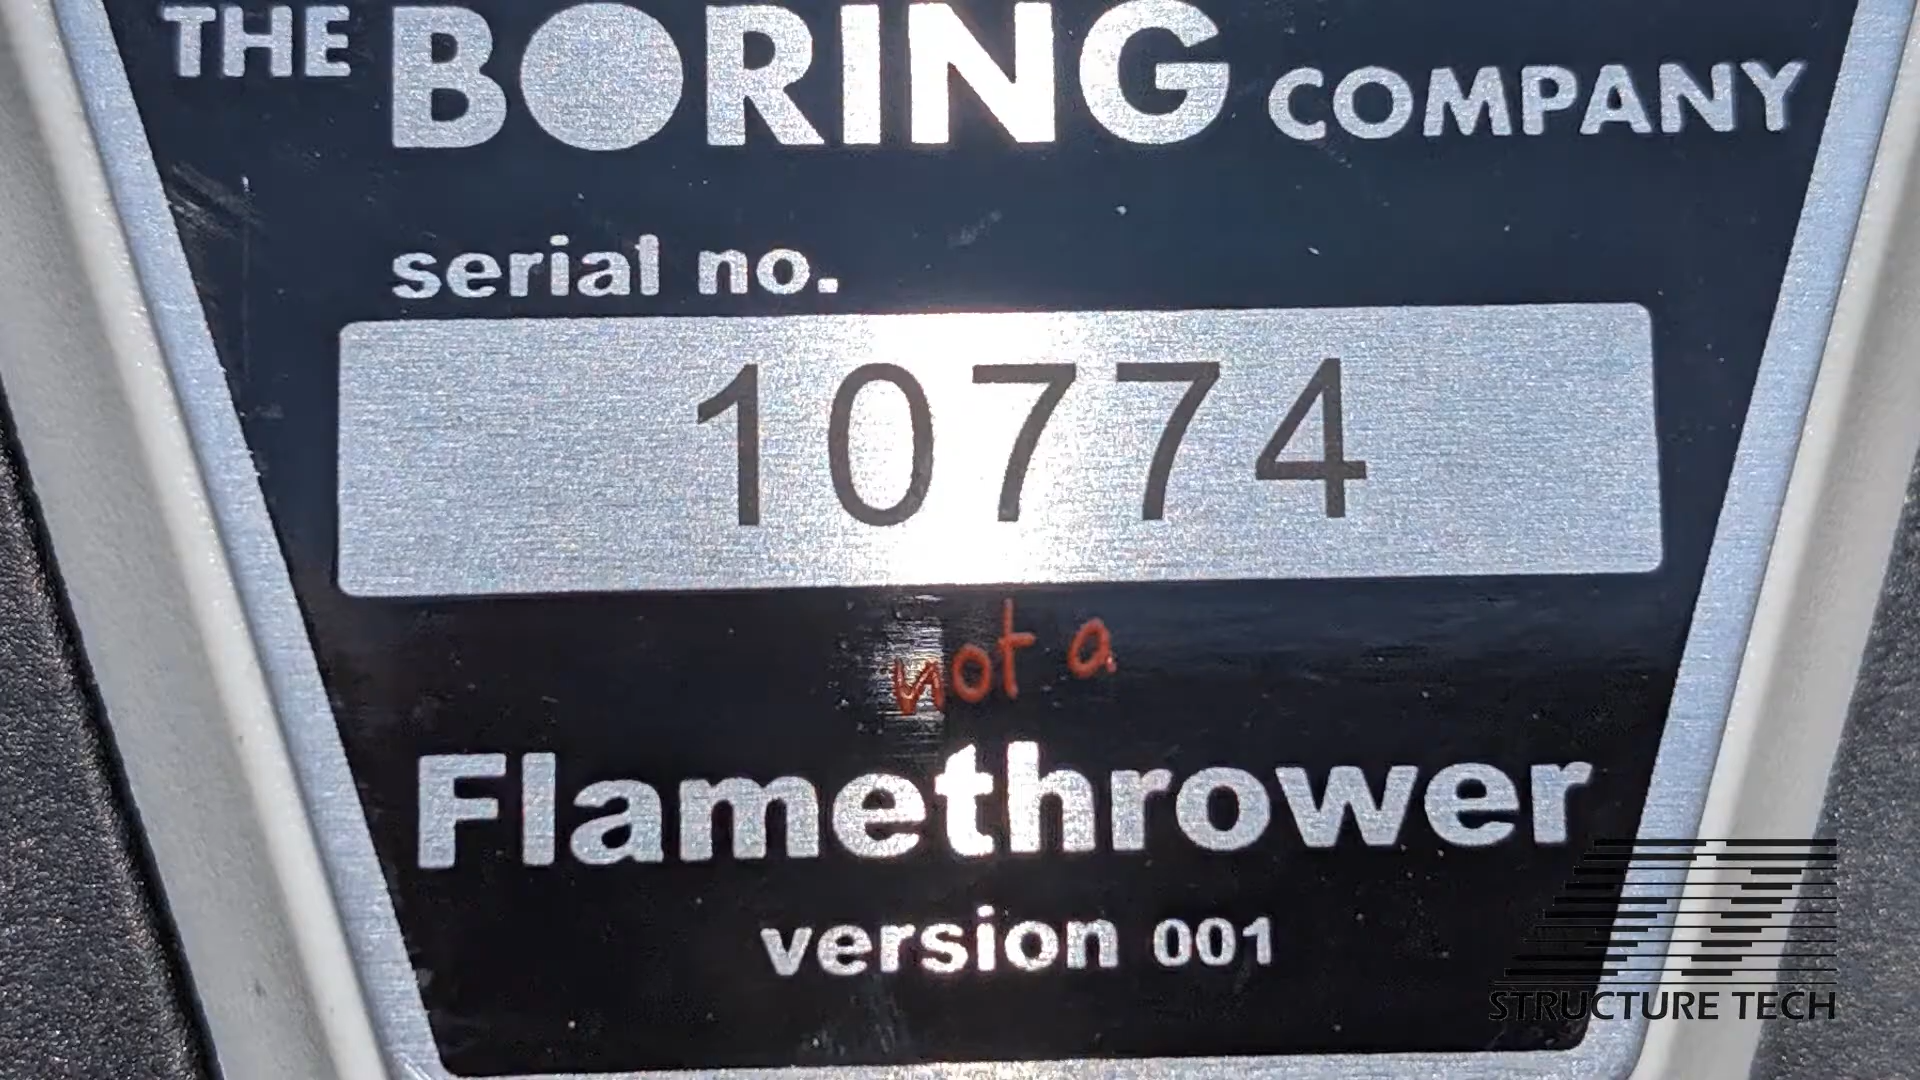 THE BORING COMPANY
serial no.
10774
not a
Flamethrower
version 001
STRUCTURE TECH